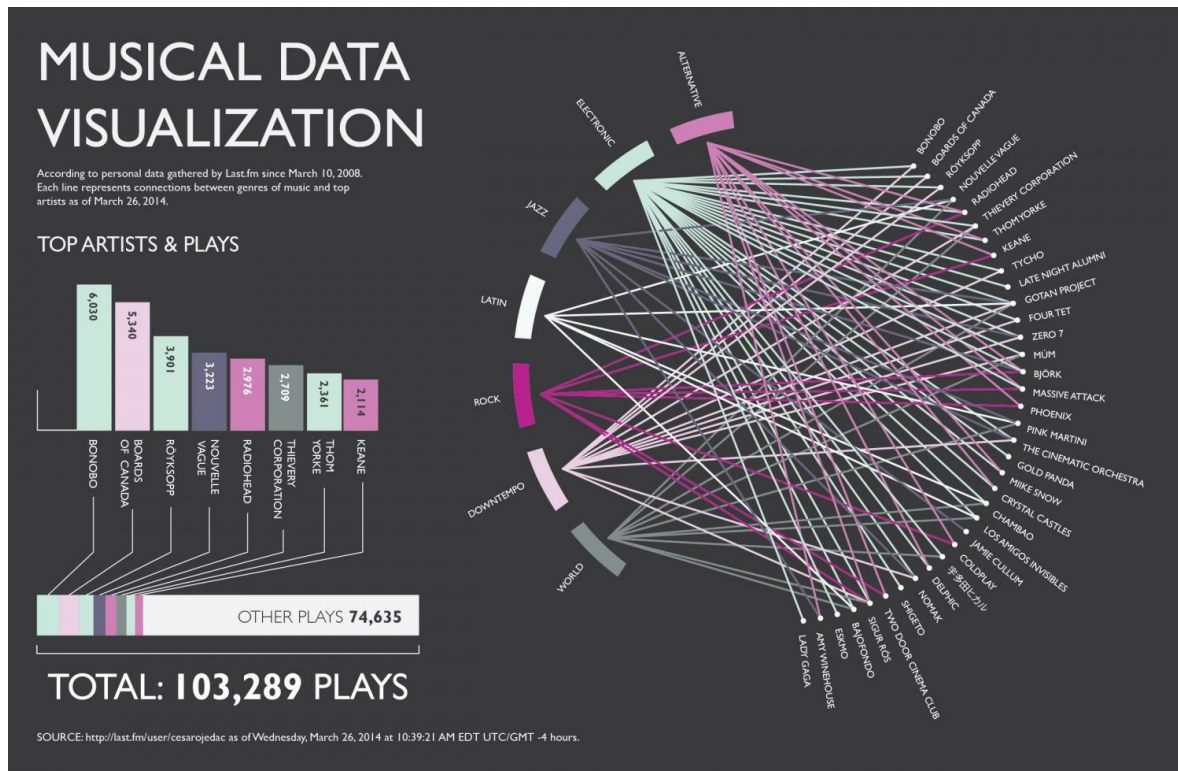 MUSICAL DATA
VISUALIZATION
According to personal data gathered by Last.fm since March 10, 2008.
Each line represents connections between genres of music and top
artists as of March 26, 2014.
TOP ARTISTS & PLAYS
6,030
5,340
3,901
3,223
2,976
2,709
2,361
2,114
BONOBO
BOARDS
OF CANADA
RÖYKSOPP
NOUVELLE
VAGUE
RADIOHEAD
THIEVERY
CORPORATION
THOM
YORKE
KEANE
OTHER PLAYS 74,635
TOTAL: 103,289 PLAYS
SOURCE: http://last.fm/user/cesarojedac as of Wednesday, March 26, 2014 at 10:39:21 AM EDT UTC/GMT -4 hours.
ALTERNATIVE
ELECTRONIC
JAZZ
LATIN
ROCK
DOWNTEMPO
WORLD
BONOBO
BOARDS OF CANADA
RÖYKSOPP
NOUVELLE VAGUE
RADIOHEAD
THIEVERY CORPORATION
THOM YORKE
KEANE
TYCHO
LATE NIGHT ALUMNI
GOTAN PROJECT
FOUR TET
ZERO 7
MÚM
BJÖRK
MASSIVE ATTACK
PHOENIX
PINK MARTINI
THE CINEMATIC ORCHESTRA
GOLD PANDA
MIIKE SNOW
CRYSTAL CASTLES
CHAMBAO
LOS AMIGOS INVISIBLES
JAMIE CULLUM
COLDPLAY
宇多田ヒカル
DELPHIC
NOMAK
SHIGETO
TWO DOOR CINEMA CLUB
SIGUR RÓS
BAJOFONDO
ESKMO
AMY WINEHOUSE
LADY GAGA